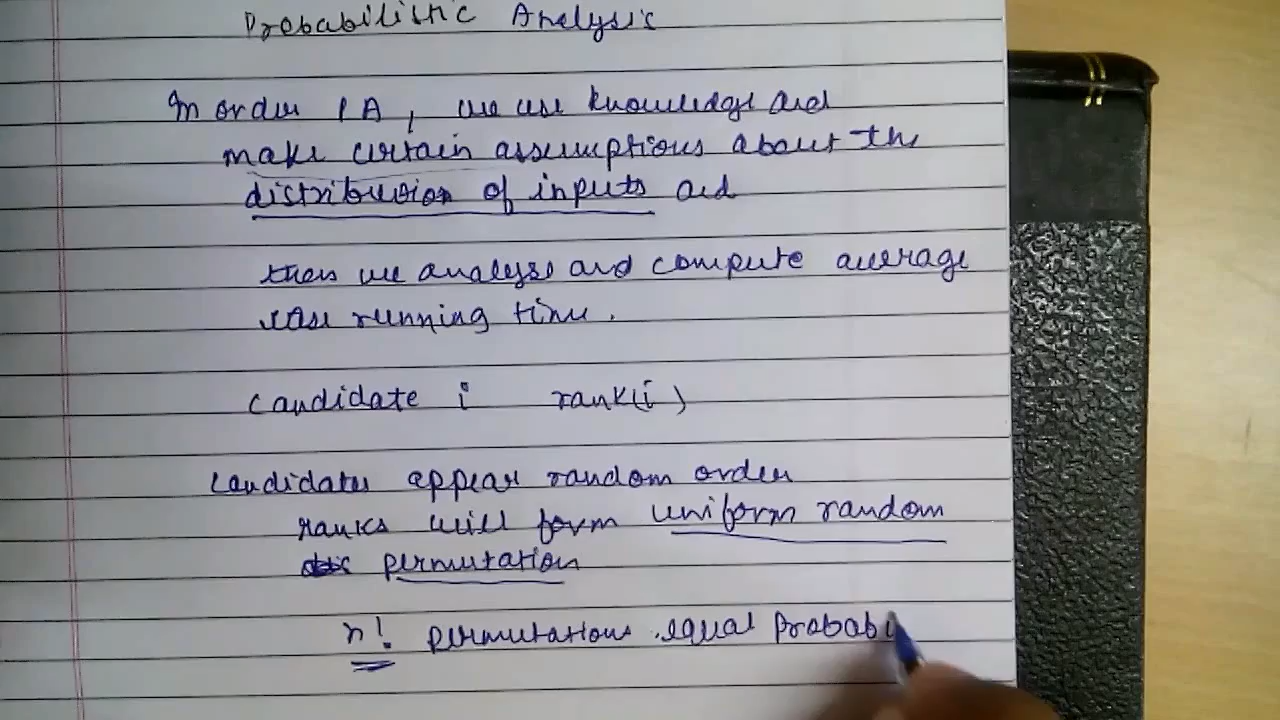 Probabilistic Analysis
In order PA, we use knowledge and
make certain assumptions about the
distribution of inputs and
then we analyse and compute average
case running time.
candidate i rank(i)
candidates appear random order
ranks will form uniform random
permutation
n! permutations equal Probabi